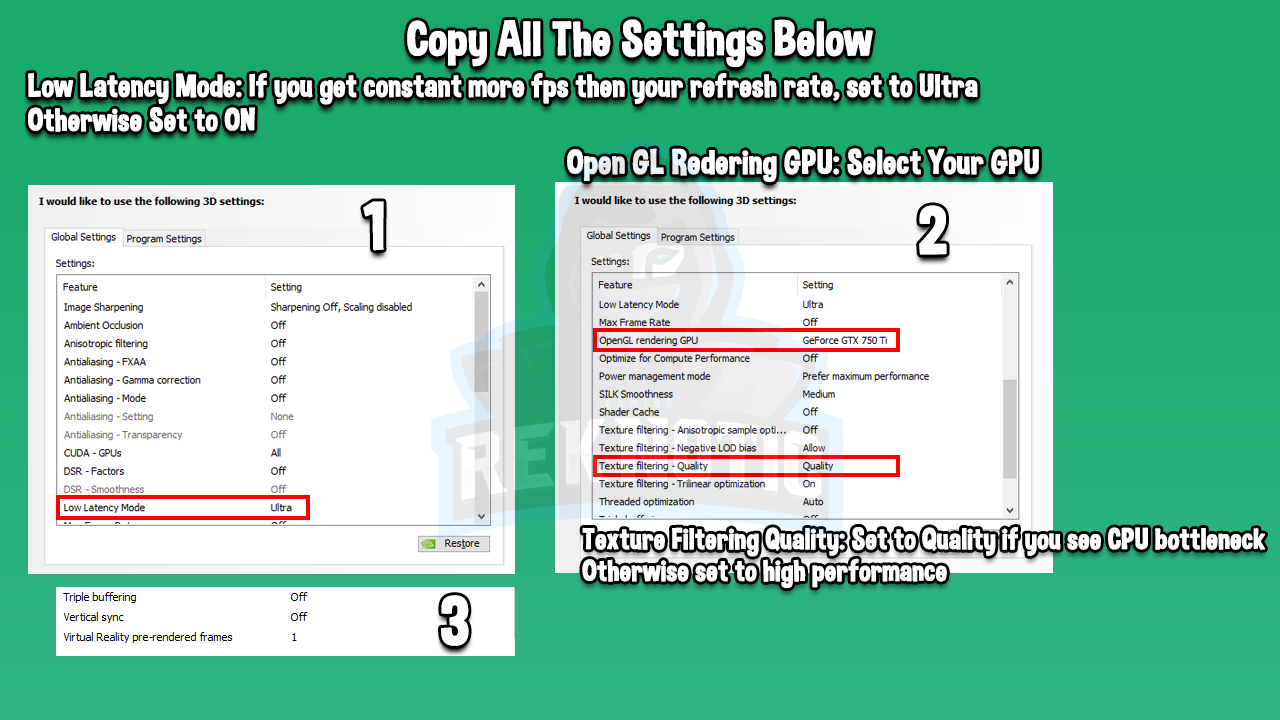 Copy All The Settings Below
Low Latency Mode: If you get constant more fps then your refresh rate, set to Ultra
Otherwise Set to ON
I would like to use the following 3D settings:
1
Global Settings Program Settings
Settings:
Feature Setting
Image Sharpening Sharpening Off, Scaling disabled
Ambient Occlusion Off
Anisotropic filtering Off
Antialiasing - FXAA Off
Antialiasing - Gamma correction Off
Antialiasing - Mode Off
Antialiasing - Setting None
Antialiasing - Transparency Off
CUDA - GPUs All
DSR - Factors Off
DSR - Smoothness Off
Low Latency Mode Ultra
Max Frame Rate Off
Restore
Open GL Redering GPU: Select Your GPU
I would like to use the following 3D settings:
2
Global Settings Program Settings
Settings:
Feature Setting
Low Latency Mode Ultra
Max Frame Rate Off
OpenGL rendering GPU GeForce GTX 750 Ti
Optimize for Compute Performance Off
Power management mode Prefer maximum performance
SILK Smoothness Medium
Shader Cache Off
Texture filtering - Anisotropic sample opti... Off
Texture filtering - Negative LOD bias Allow
Texture filtering - Quality Quality
Texture filtering - Trilinear optimization On
Threaded optimization Auto
Triple buffering Off
Texture Filtering Quality: Set to Quality if you see CPU bottleneck
Otherwise set to high performance
Triple buffering Off
Vertical sync Off
Virtual Reality pre-rendered frames 1
3